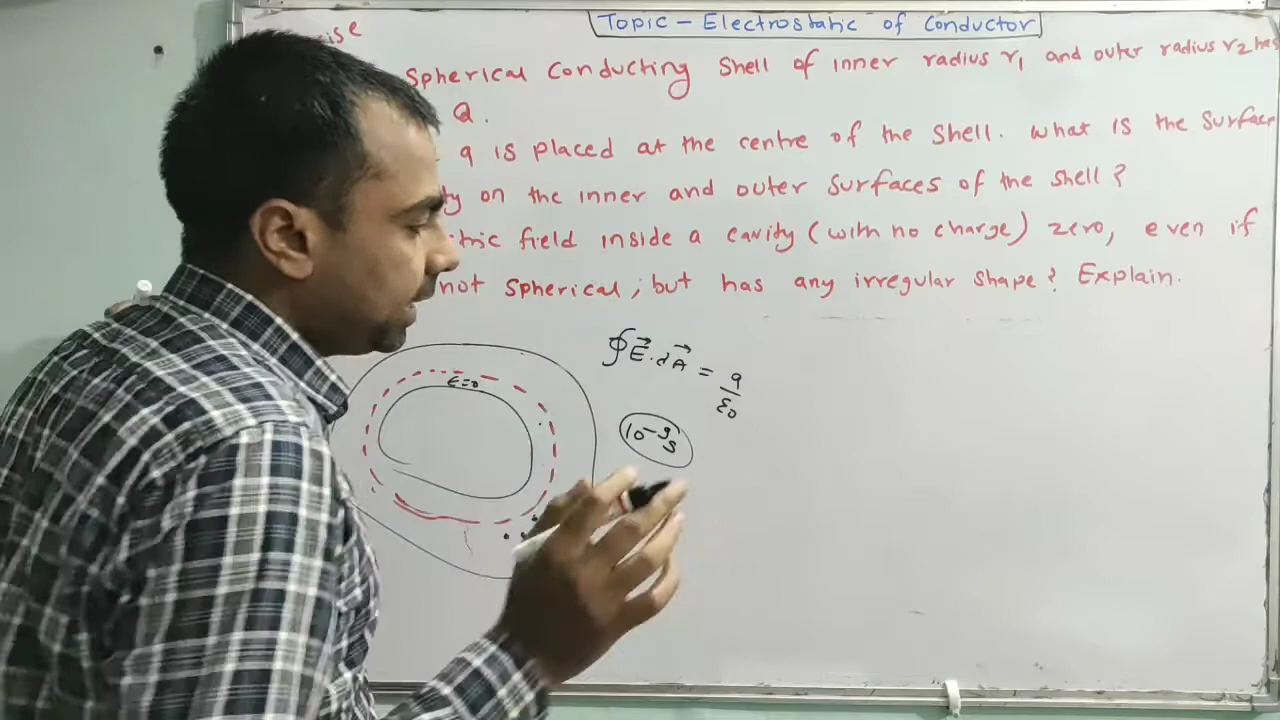 Topic - Electrostatic of Conductor
ise
Spherical Conducting Shell of inner radius r₁ and outer radius r₂ has
Q.
q is placed at the centre of the shell. What is the surface
ty on the inner and outer surfaces of the shell?
tric field inside a cavity (with no charge) zero, even if
not spherical; but has any irregular shape? Explain.
∮E⃗.dA⃗ = q/ε₀
E=0
10⁻⁹s